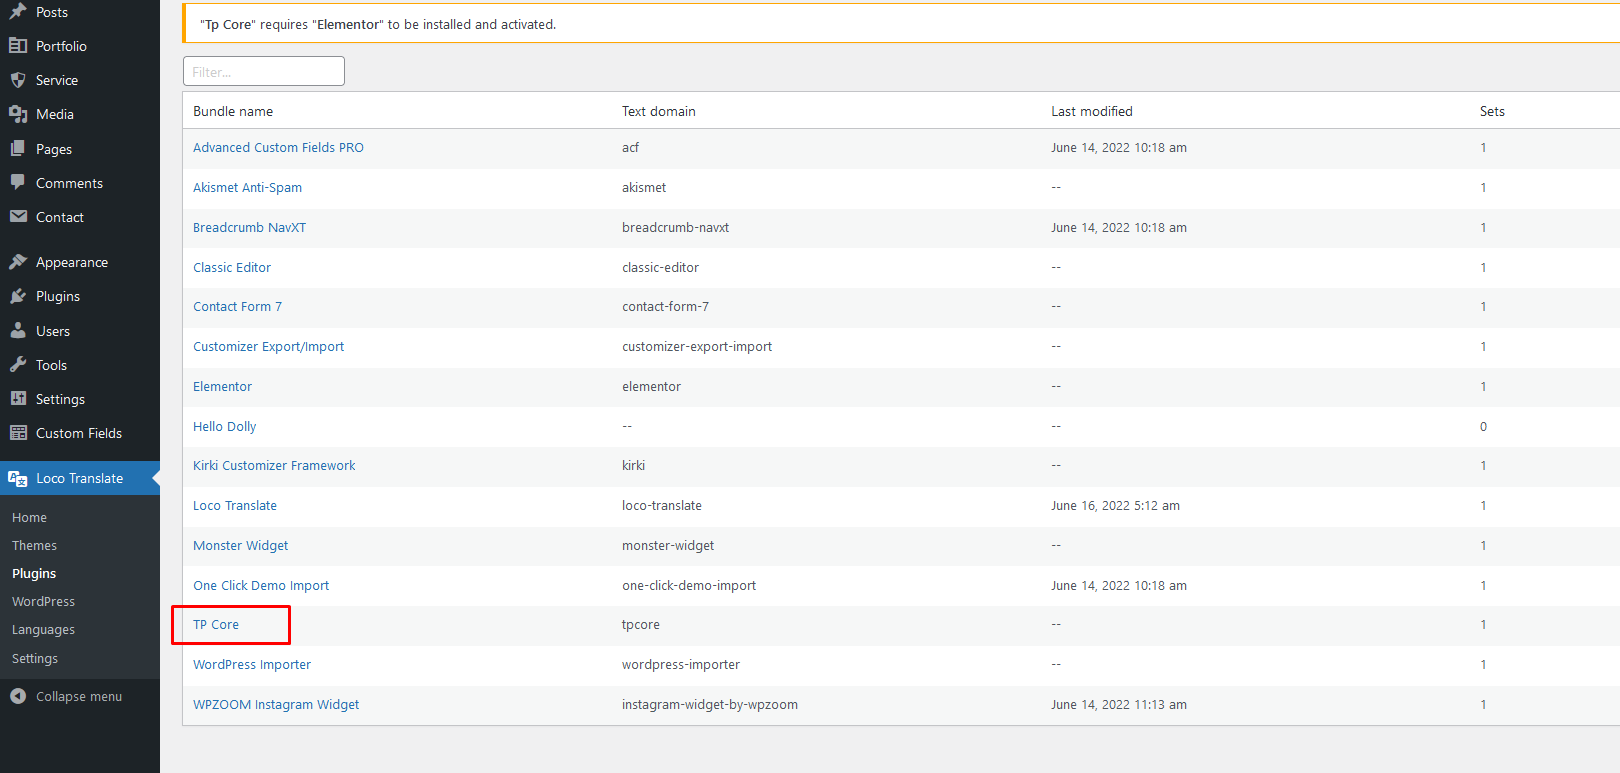 Posts
Portfolio
Service
Media
Pages
Comments
Contact
Appearance
Plugins
Users
Tools
Settings
Custom Fields
Loco Translate
Home
Themes
Plugins
WordPress
Languages
Settings
Collapse menu
"Tp Core" requires "Elementor" to be installed and activated.
Filter...
Bundle name Text domain Last modified Sets
Advanced Custom Fields PRO acf June 14, 2022 10:18 am 1
Akismet Anti-Spam akismet -- 1
Breadcrumb NavXT breadcrumb-navxt June 14, 2022 10:18 am 1
Classic Editor classic-editor -- 1
Contact Form 7 contact-form-7 -- 1
Customizer Export/Import customizer-export-import -- 1
Elementor elementor -- 1
Hello Dolly -- -- 0
Kirki Customizer Framework kirki -- 1
Loco Translate loco-translate June 16, 2022 5:12 am 1
Monster Widget monster-widget -- 1
One Click Demo Import one-click-demo-import June 14, 2022 10:18 am 1
TP Core tpcore -- 1
WordPress Importer wordpress-importer -- 1
WPZOOM Instagram Widget instagram-widget-by-wpzoom June 14, 2022 11:13 am 1